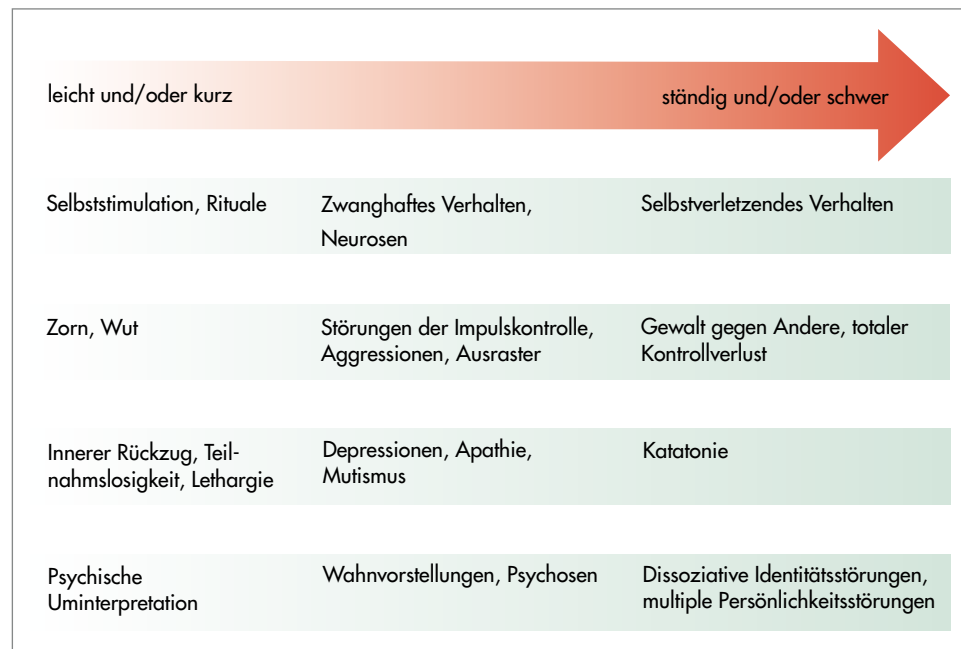 leicht und/oder kurz
ständig und/oder schwer
Selbststimulation, Rituale
Zwanghaftes Verhalten,
Neurosen
Selbstverletzendes Verhalten
Zorn, Wut
Störungen der Impulskontrolle,
Aggressionen, Ausraster
Gewalt gegen Andere, totaler
Kontrollverlust
Innerer Rückzug, Teil-
nahmslosigkeit, Lethargie
Depressionen, Apathie,
Mutismus
Katatonie
Psychische
Uminterpretation
Wahnvorstellungen, Psychosen
Dissoziative Identitätsstörungen,
multiple Persönlichkeitsstörungen